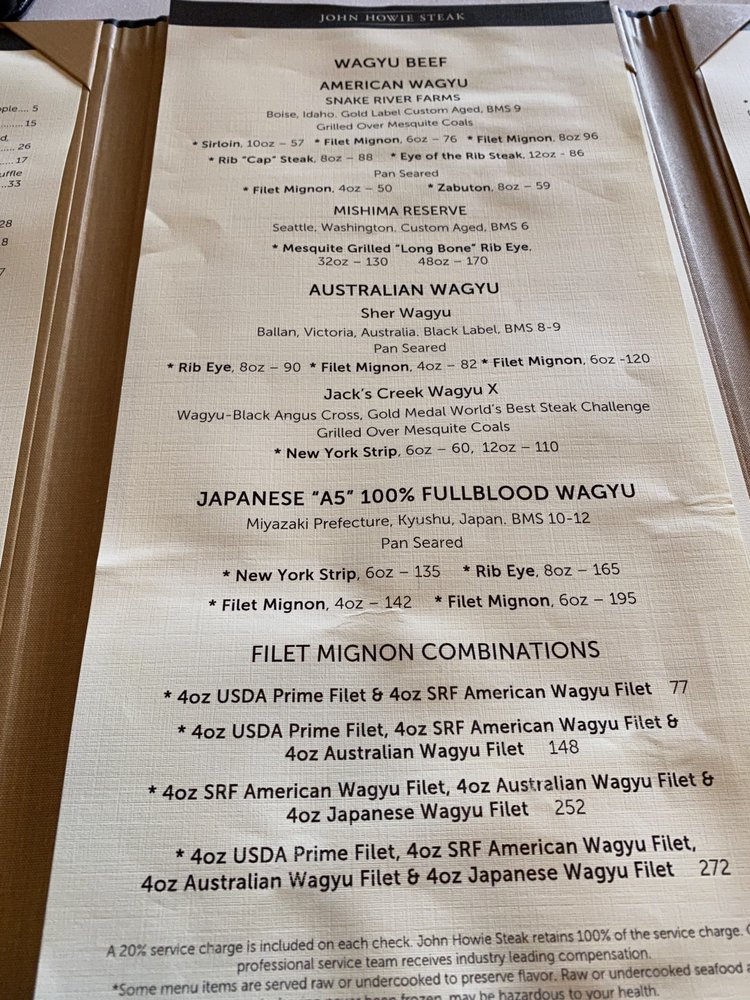 JOHN HOWIE STEAK
ple.... 5
15
d,
26
17
uffle
33
28
8
7
WAGYU BEEF
AMERICAN WAGYU
SNAKE RIVER FARMS
Boise, Idaho. Gold Label Custom Aged, BMS 9
Grilled Over Mesquite Coals
* Sirloin, 10oz – 57 * Filet Mignon, 6oz – 76 * Filet Mignon, 8oz 96
* Rib "Cap" Steak, 8oz – 88 * Eye of the Rib Steak, 12oz - 86
Pan Seared
* Filet Mignon, 4oz – 50 * Zabuton, 8oz – 59
MISHIMA RESERVE
Seattle, Washington. Custom Aged, BMS 6
* Mesquite Grilled "Long Bone" Rib Eye,
32oz – 130 48oz – 170
AUSTRALIAN WAGYU
Sher Wagyu
Ballan, Victoria, Australia. Black Label, BMS 8-9
Pan Seared
* Rib Eye, 8oz – 90 * Filet Mignon, 4oz – 82 * Filet Mignon, 6oz -120
Jack's Creek Wagyu X
Wagyu-Black Angus Cross, Gold Medal World's Best Steak Challenge
Grilled Over Mesquite Coals
* New York Strip, 6oz – 60, 12oz – 110
JAPANESE "A5" 100% FULLBLOOD WAGYU
Miyazaki Prefecture, Kyushu, Japan. BMS 10-12
Pan Seared
* New York Strip, 6oz – 135 * Rib Eye, 8oz – 165
* Filet Mignon, 4oz – 142 * Filet Mignon, 6oz – 195
FILET MIGNON COMBINATIONS
* 4oz USDA Prime Filet & 4oz SRF American Wagyu Filet 77
* 4oz USDA Prime Filet, 4oz SRF American Wagyu Filet &
4oz Australian Wagyu Filet 148
* 4oz SRF American Wagyu Filet, 4oz Australian Wagyu Filet &
4oz Japanese Wagyu Filet 252
* 4oz USDA Prime Filet, 4oz SRF American Wagyu Filet,
4oz Australian Wagyu Filet & 4oz Japanese Wagyu Filet 272
A 20% service charge is included on each check. John Howie Steak retains 100% of the service charge.
professional service team receives industry leading compensation.
*Some menu items are served raw or undercooked to preserve flavor. Raw or undercooked seafood
never been frozen, may be hazardous to your health.